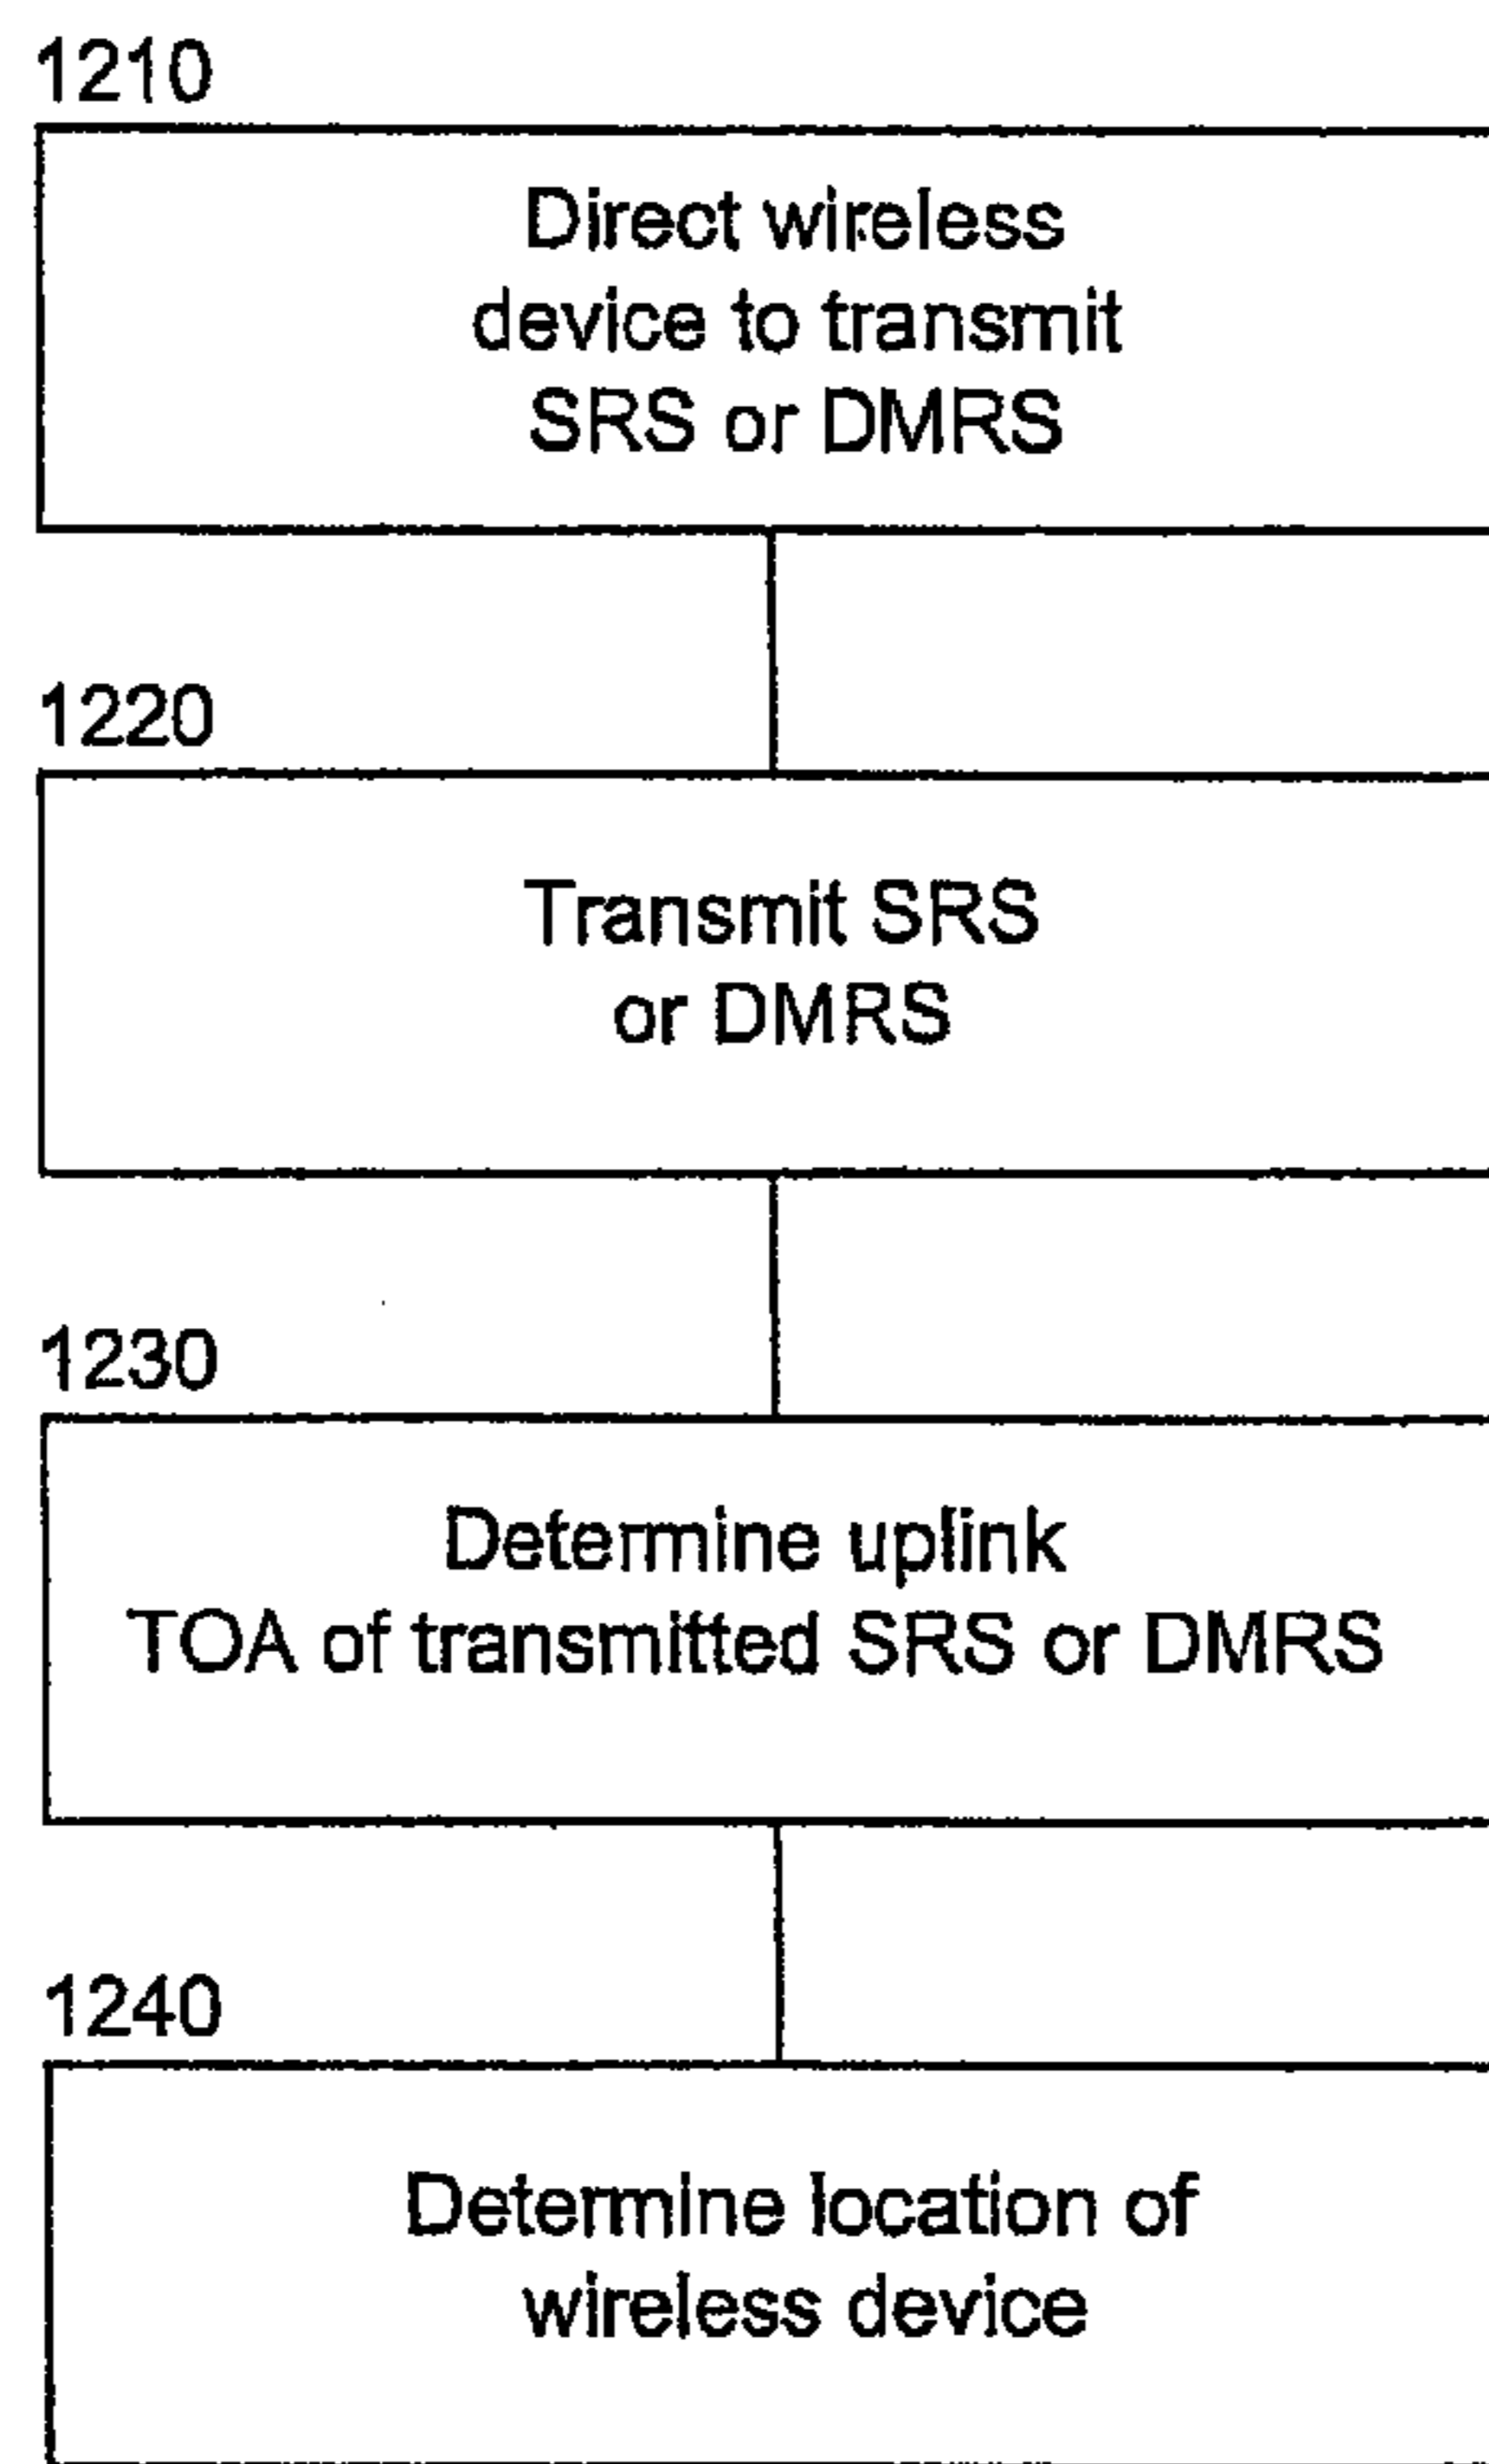 1210
Direct wireless
device to transmit
SRS or DMRS
1220
Transmit SRS
or DMRS
1230
Determine uplink
TOA of transmitted SRS or DMRS
1240
Determine location of
wireless device